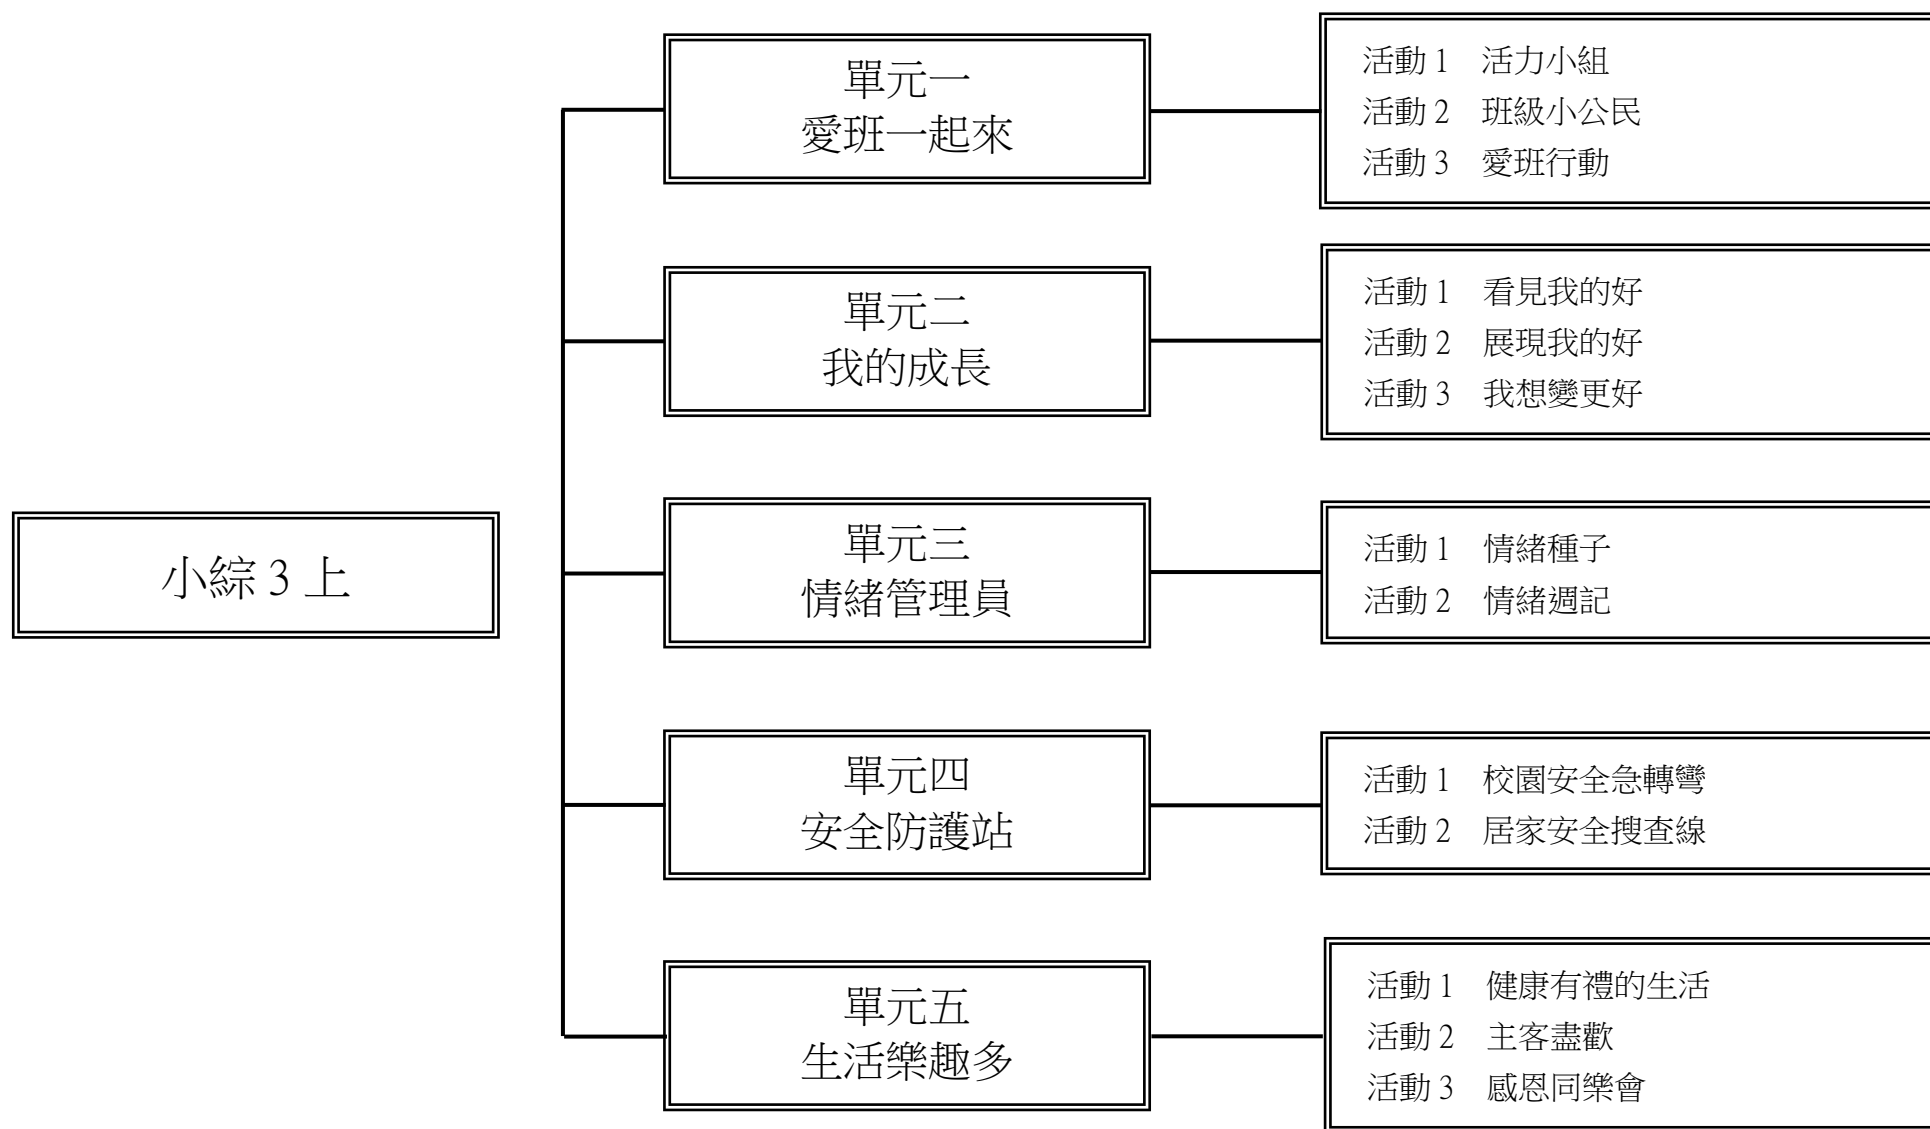 小綜 3 上
單元一
愛班一起來
活動 1　活力小組
活動 2　班級小公民
活動 3　愛班行動
單元二
我的成長
活動 1　看見我的好
活動 2　展現我的好
活動 3　我想變更好
單元三
情緒管理員
活動 1　情緒種子
活動 2　情緒週記
單元四
安全防護站
活動 1　校園安全急轉彎
活動 2　居家安全搜查線
單元五
生活樂趣多
活動 1　健康有禮的生活
活動 2　主客盡歡
活動 3　感恩同樂會